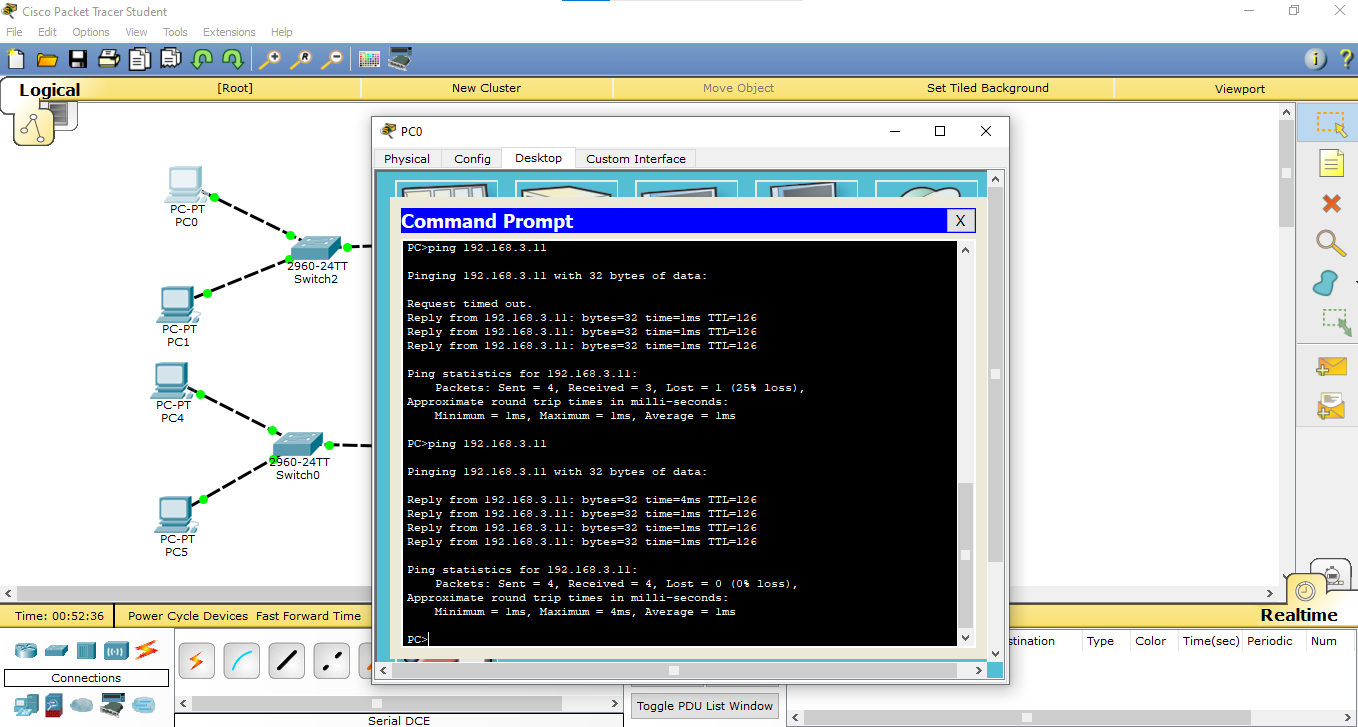 Cisco Packet Tracer Student
File Edit Options View Tools Extensions Help
Logical [Root] New Cluster Move Object Set Tiled Background Viewport
PC0
Physical Config Desktop Custom Interface
Command Prompt X
PC>ping 192.168.3.11
Pinging 192.168.3.11 with 32 bytes of data:
Request timed out.
Reply from 192.168.3.11: bytes=32 time=1ms TTL=126
Reply from 192.168.3.11: bytes=32 time=1ms TTL=126
Reply from 192.168.3.11: bytes=32 time=1ms TTL=126
Ping statistics for 192.168.3.11:
Packets: Sent = 4, Received = 3, Lost = 1 (25% loss),
Approximate round trip times in milli-seconds:
Minimum = 1ms, Maximum = 1ms, Average = 1ms
PC>ping 192.168.3.11
Pinging 192.168.3.11 with 32 bytes of data:
Reply from 192.168.3.11: bytes=32 time=4ms TTL=126
Reply from 192.168.3.11: bytes=32 time=1ms TTL=126
Reply from 192.168.3.11: bytes=32 time=1ms TTL=126
Reply from 192.168.3.11: bytes=32 time=1ms TTL=126
Ping statistics for 192.168.3.11:
Packets: Sent = 4, Received = 4, Lost = 0 (0% loss),
Approximate round trip times in milli-seconds:
Minimum = 1ms, Maximum = 4ms, Average = 1ms
PC>
PC-PT
PC0
2960-24TT
Switch2
PC-PT
PC1
PC-PT
PC4
2960-24TT
Switch0
PC-PT
PC5
Time: 00:52:36 Power Cycle Devices Fast Forward Time
Realtime
Connections
Serial DCE
Toggle PDU List Window
stination Type Color Time(sec) Periodic Num